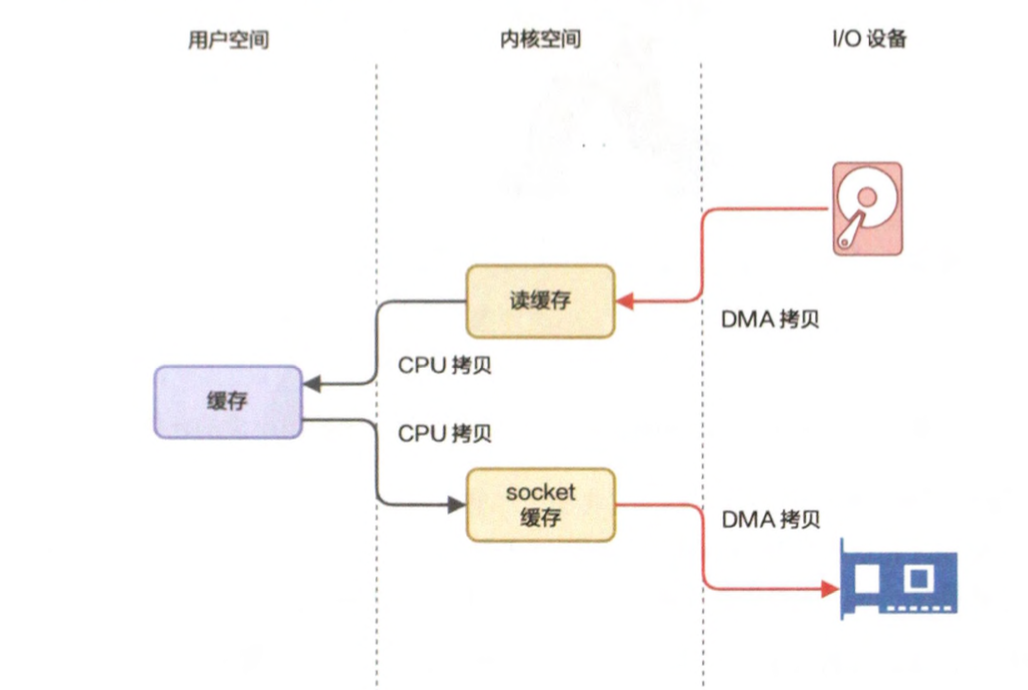 用户空间
内核空间
I/O 设备
读缓存
DMA 拷贝
CPU 拷贝
缓存
CPU 拷贝
socket
缓存
DMA 拷贝